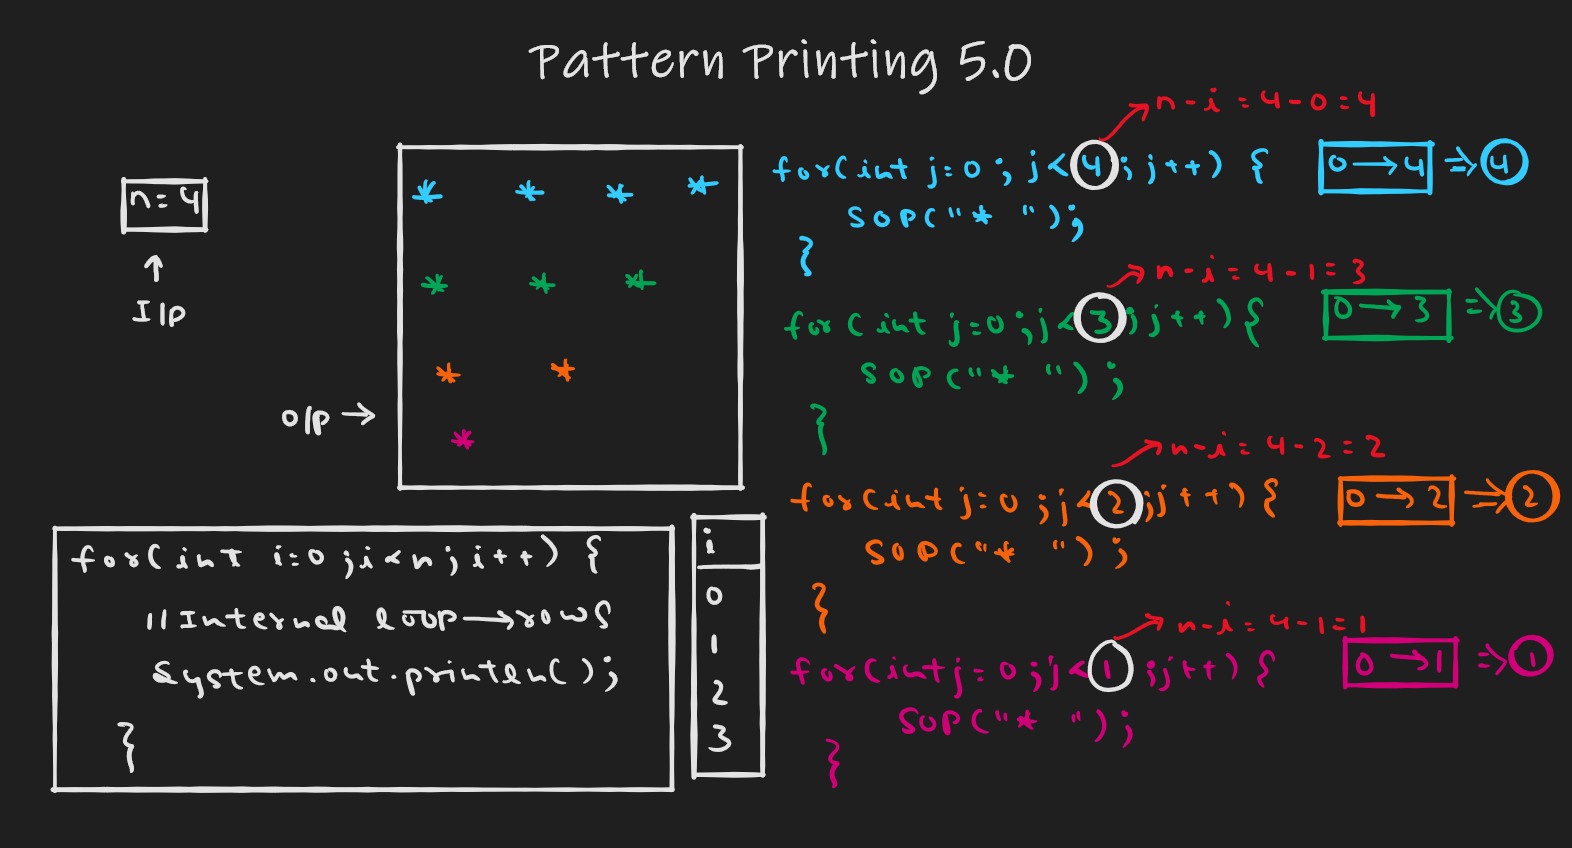 Pattern Printing 5.0
n = 4
↑
I/p
* * * *
* * *
* *
*
o/p →
for(int i=0 ;i<n; i++) {
//Internal loop→rows
System.out.println();
}
i
0
1
2
3
n-i = 4-0=4
for(int j=0; j<4; j++) {
0→4 ⇒ 4
SOP("* ");
}
n-i=4-1=3
for(int j=0;j<3;j++){
0→3 ⇒ 3
SOP("* ");
}
n-i= 4-2=2
for(int j=0;j<2;j++) {
0→2 ⇒ 2
SOP("* ");
}
n-i= 4-1=1
for(int j=0;j<1;j++) {
0→1 ⇒ 1
SOP("* ");
}